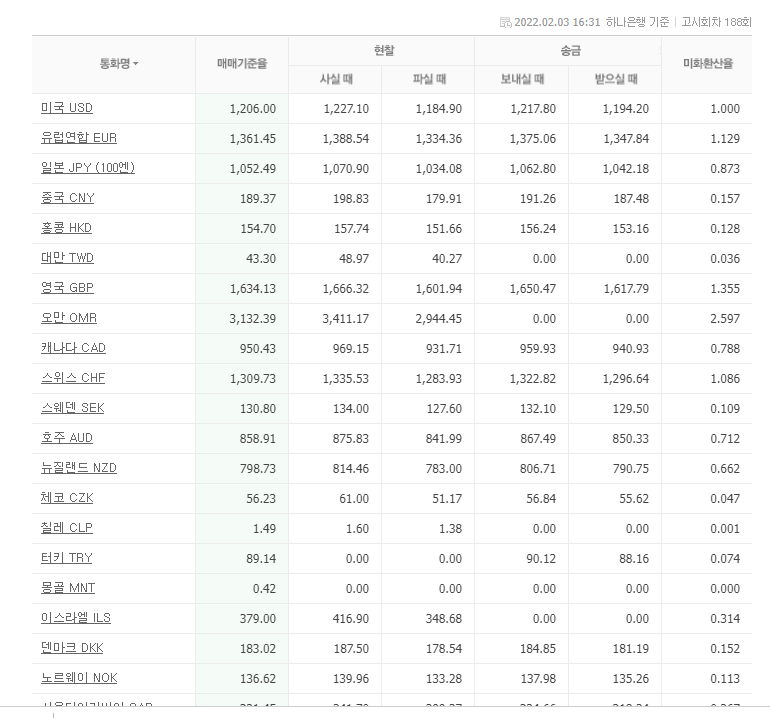 2022.02.03 16:31 하나은행 기준 고시회차 188회
통화명 매매기준율 현찰 송금 미화환산율
사실 때 파실 때 보내실 때 받으실 때
미국 USD 1,206.00 1,227.10 1,184.90 1,217.80 1,194.20 1.000
유럽연합 EUR 1,361.45 1,388.54 1,334.36 1,375.06 1,347.84 1.129
일본 JPY (100엔) 1,052.49 1,070.90 1,034.08 1,062.80 1,042.18 0.873
중국 CNY 189.37 198.83 179.91 191.26 187.48 0.157
홍콩 HKD 154.70 157.74 151.66 156.24 153.16 0.128
대만 TWD 43.30 48.97 40.27 0.00 0.00 0.036
영국 GBP 1,634.13 1,666.32 1,601.94 1,650.47 1,617.79 1.355
오만 OMR 3,132.39 3,411.17 2,944.45 0.00 0.00 2.597
캐나다 CAD 950.43 969.15 931.71 959.93 940.93 0.788
스위스 CHF 1,309.73 1,335.53 1,283.93 1,322.82 1,296.64 1.086
스웨덴 SEK 130.80 134.00 127.60 132.10 129.50 0.109
호주 AUD 858.91 875.83 841.99 867.49 850.33 0.712
뉴질랜드 NZD 798.73 814.46 783.00 806.71 790.75 0.662
체코 CZK 56.23 61.00 51.17 56.84 55.62 0.047
칠레 CLP 1.49 1.60 1.38 0.00 0.00 0.001
터키 TRY 89.14 0.00 0.00 90.12 88.16 0.074
몽골 MNT 0.42 0.00 0.00 0.00 0.00 0.000
이스라엘 ILS 379.00 416.90 348.68 0.00 0.00 0.314
덴마크 DKK 183.02 187.50 178.54 184.85 181.19 0.152
노르웨이 NOK 136.62 139.96 133.28 137.98 135.26 0.113